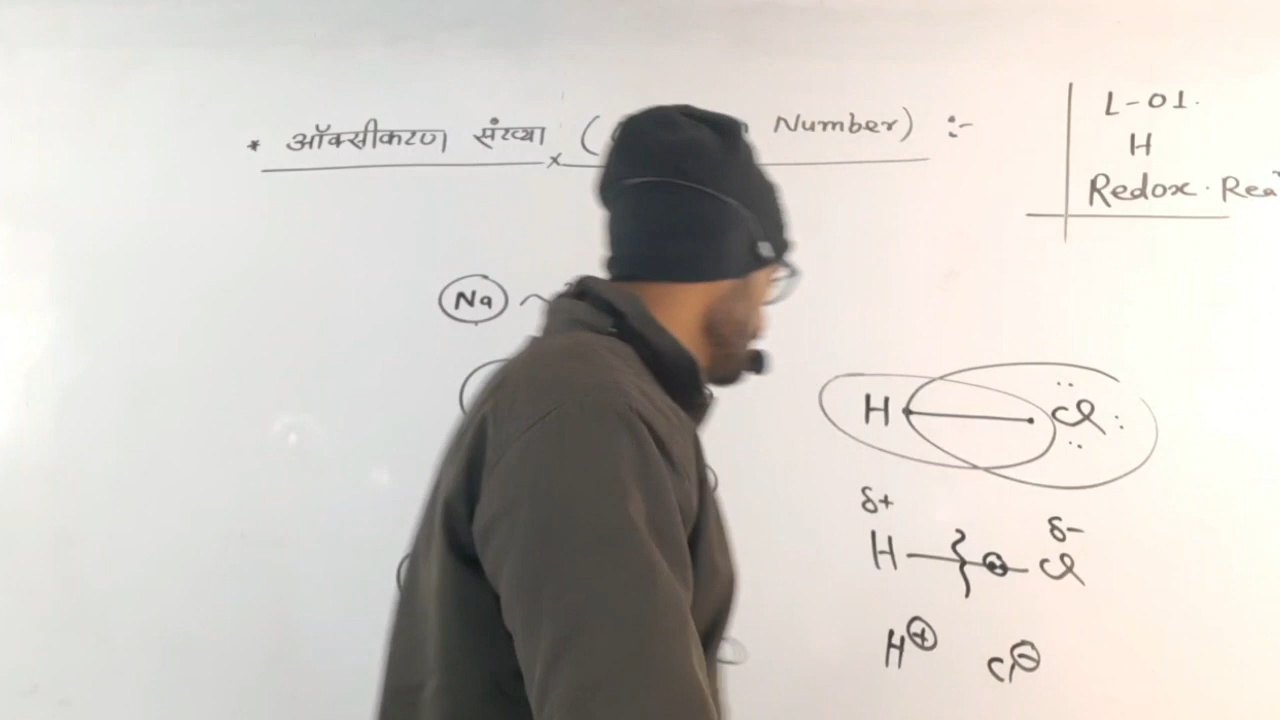 * ऑक्सीकरण संख्या ( Number) :-
L-01.
H
Redox. Rea
Na
H Cl
δ+ δ-
H Cl
H⊕ Cl⊖